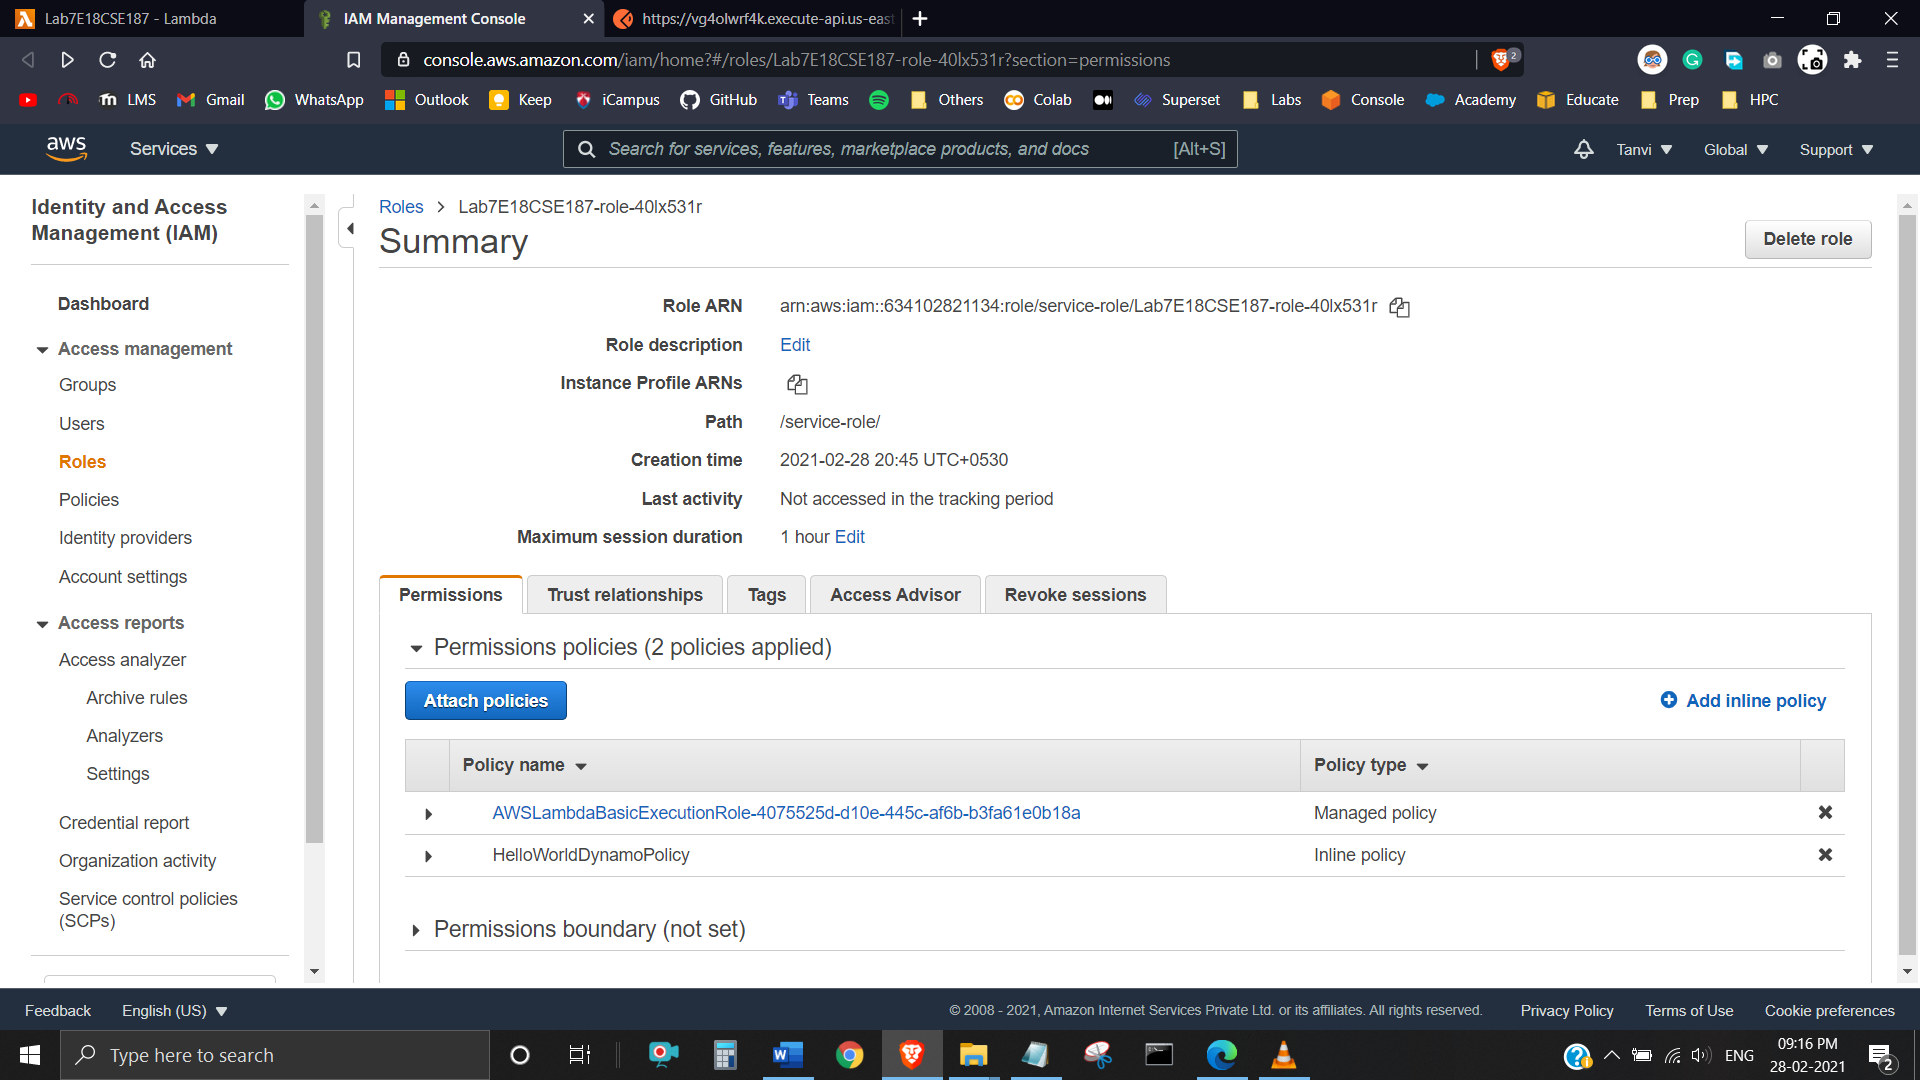 Lab7E18CSE187 - Lambda
IAM Management Console
https://vg4olwrf4k.execute-api.us-east
console.aws.amazon.com/iam/home?#/roles/Lab7E18CSE187-role-40lx531r?section=permissions
2
LMS
Gmail
WhatsApp
Outlook
Keep
iCampus
GitHub
Teams
Others
Colab
Superset
Labs
Console
Academy
Educate
Prep
HPC
aws
Services
Search for services, features, marketplace products, and docs
[Alt+S]
Tanvi
Global
Support
Identity and Access
Management (IAM)
Dashboard
Access management
Groups
Users
Roles
Policies
Identity providers
Account settings
Access reports
Access analyzer
Archive rules
Analyzers
Settings
Credential report
Organization activity
Service control policies
(SCPs)
Roles > Lab7E18CSE187-role-40lx531r
Summary
Delete role
Role ARN arn:aws:iam::634102821134:role/service-role/Lab7E18CSE187-role-40lx531r
Role description Edit
Instance Profile ARNs
Path /service-role/
Creation time 2021-02-28 20:45 UTC+0530
Last activity Not accessed in the tracking period
Maximum session duration 1 hour Edit
Permissions
Trust relationships
Tags
Access Advisor
Revoke sessions
Permissions policies (2 policies applied)
Attach policies
Add inline policy
Policy name
Policy type
AWSLambdaBasicExecutionRole-4075525d-d10e-445c-af6b-b3fa61e0b18a Managed policy
HelloWorldDynamoPolicy Inline policy
Permissions boundary (not set)
Feedback
English (US)
© 2008 - 2021, Amazon Internet Services Private Ltd. or its affiliates. All rights reserved.
Privacy Policy
Terms of Use
Cookie preferences
Type here to search
ENG
09:16 PM
28-02-2021
2